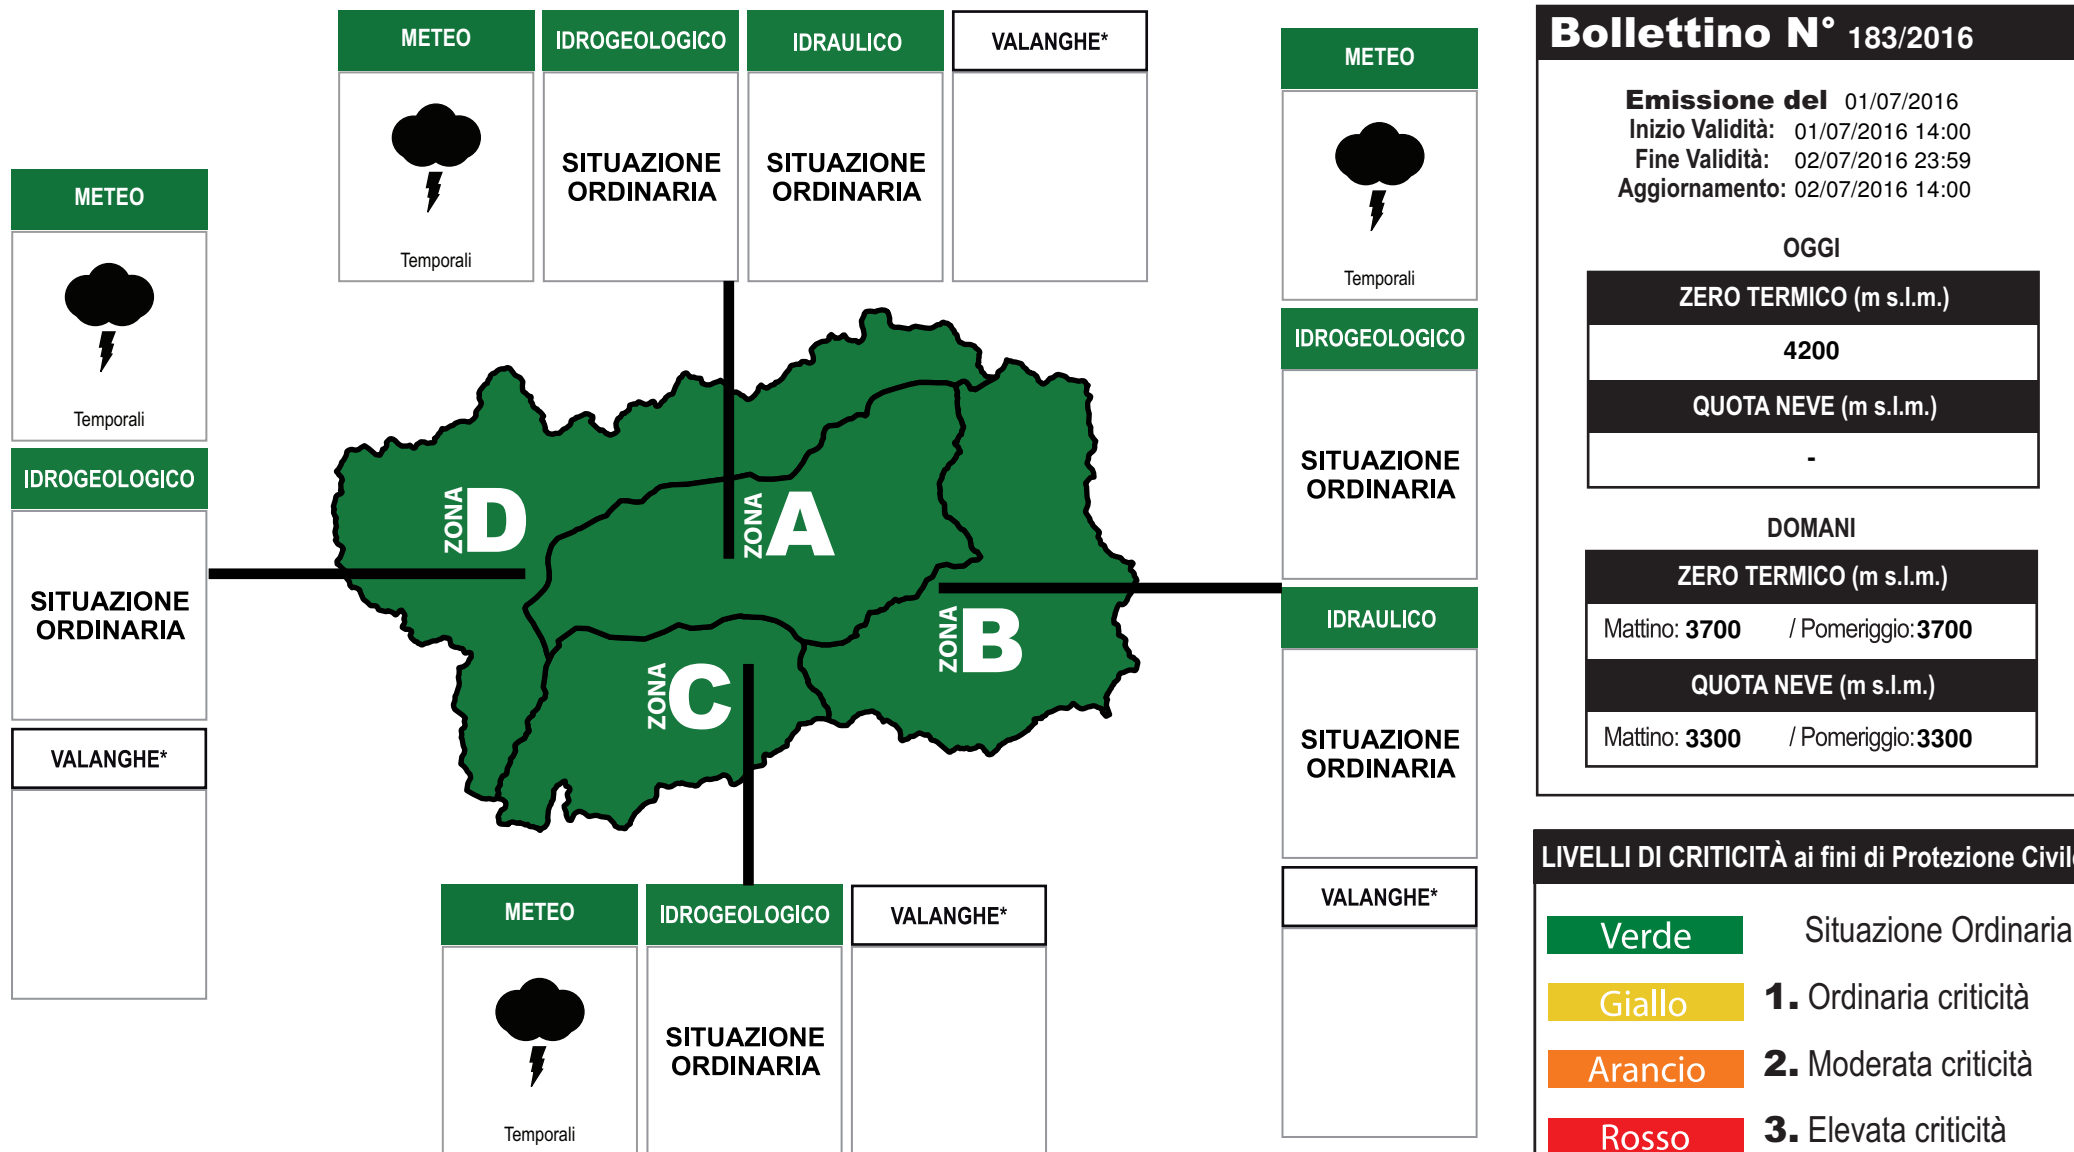 METEO
IDROGEOLOGICO
IDRAULICO
VALANGHE*
Temporali
SITUAZIONE
ORDINARIA
SITUAZIONE
ORDINARIA
METEO
Temporali
IDROGEOLOGICO
SITUAZIONE
ORDINARIA
VALANGHE*
ZONA D
ZONA A
ZONA B
ZONA C
METEO
Temporali
IDROGEOLOGICO
SITUAZIONE
ORDINARIA
IDRAULICO
SITUAZIONE
ORDINARIA
VALANGHE*
METEO
IDROGEOLOGICO
VALANGHE*
Temporali
SITUAZIONE
ORDINARIA
Bollettino N° 183/2016
Emissione del 01/07/2016
Inizio Validità: 01/07/2016 14:00
Fine Validità: 02/07/2016 23:59
Aggiornamento: 02/07/2016 14:00
OGGI
ZERO TERMICO (m s.l.m.)
4200
QUOTA NEVE (m s.l.m.)
-
DOMANI
ZERO TERMICO (m s.l.m.)
Mattino: 3700 / Pomeriggio: 3700
QUOTA NEVE (m s.l.m.)
Mattino: 3300 / Pomeriggio: 3300
LIVELLI DI CRITICITÀ ai fini di Protezione Civile
Verde Situazione Ordinaria
Giallo 1. Ordinaria criticità
Arancio 2. Moderata criticità
Rosso 3. Elevata criticità